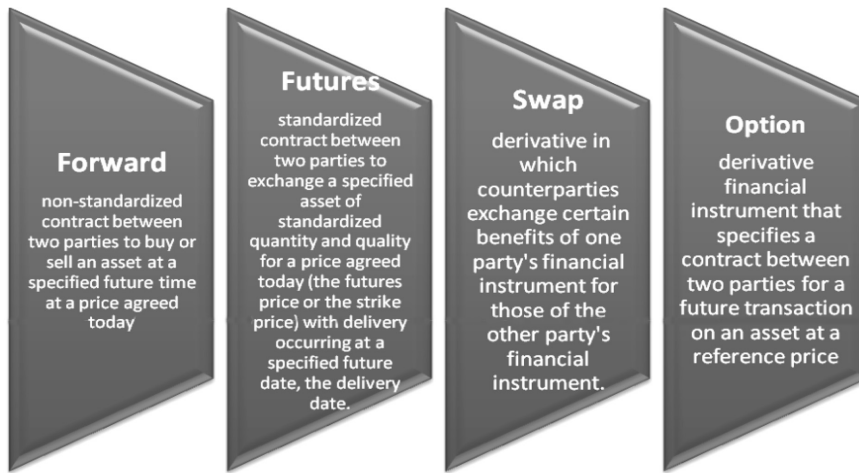 Forward
non-standardized
contract between
two parties to buy or
sell an asset at a
specified future time
at a price agreed
today
Futures
standardized
contract between
two parties to
exchange a specified
asset of
standardized
quantity and quality
for a price agreed
today (the futures
price or the strike
price) with delivery
occurring at a
specified future
date, the delivery
date.
Swap
derivative in
which
counterparties
exchange certain
benefits of one
party's financial
instrument for
those of the
other party's
financial
instrument.
Option
derivative
financial
instrument that
specifies a
contract between
two parties for a
future transaction
on an asset at a
reference price